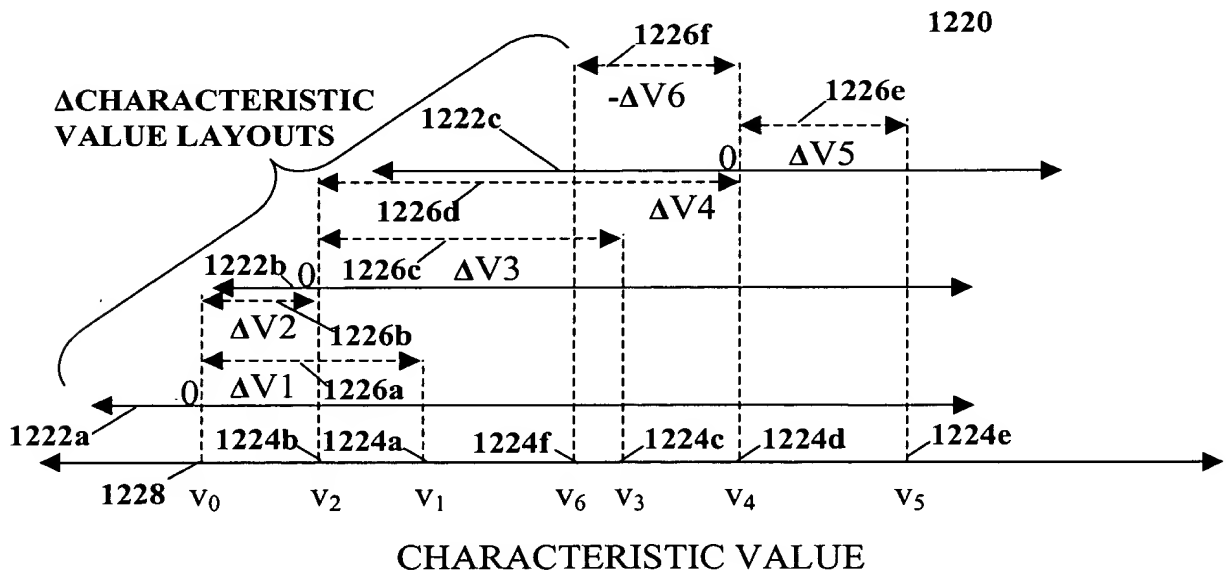 1220
1226f
ΔCHARACTERISTIC
VALUE LAYOUTS
-ΔV6
1226e
1222c
0
ΔV5
1226d
ΔV4
1222b
0
1226c
ΔV3
ΔV2
1226b
0
ΔV1
1226a
1222a
1224b
1224a
1224f
1224c
1224d
1224e
1228
v₀
v₂
v₁
v₆
v₃
v₄
v₅
CHARACTERISTIC VALUE